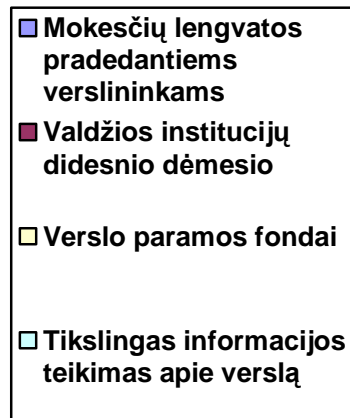 Mokesčių lengvatos
pradedantiems
verslininkams
Valdžios institucijų
didesnio dėmesio
Verslo paramos fondai
Tikslingas informacijos
teikimas apie verslą